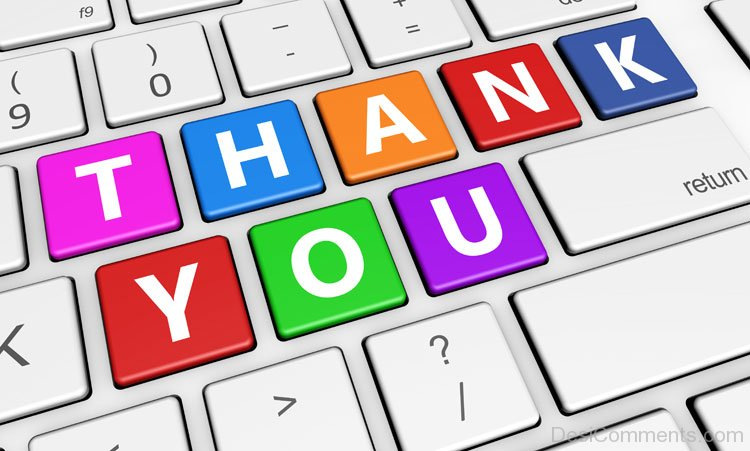 f9
( ) _ +
9 0 - =
THANK
YOU
return
K
? 
> /
DesiComments.com